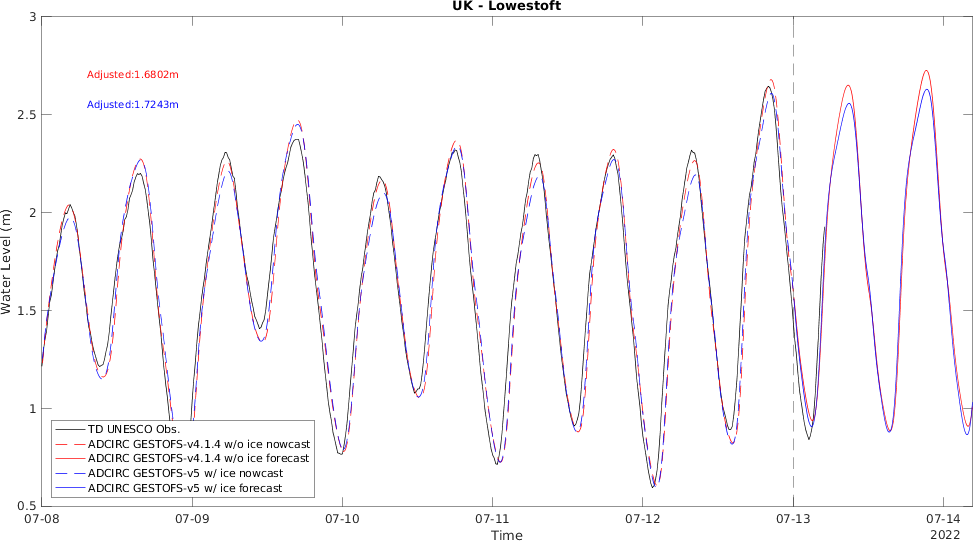 UK - Lowestoft
3
Adjusted:1.6802m
Adjusted:1.7243m
2.5
2
Water Level (m)
1.5
1
TD UNESCO Obs.
ADCIRC GESTOFS-v4.1.4 w/o ice nowcast
ADCIRC GESTOFS-v4.1.4 w/o ice forecast
ADCIRC GESTOFS-v5 w/ ice nowcast
ADCIRC GESTOFS-v5 w/ ice forecast
0.5
07-08 07-09 07-10 07-11 07-12 07-13 07-14
Time 2022